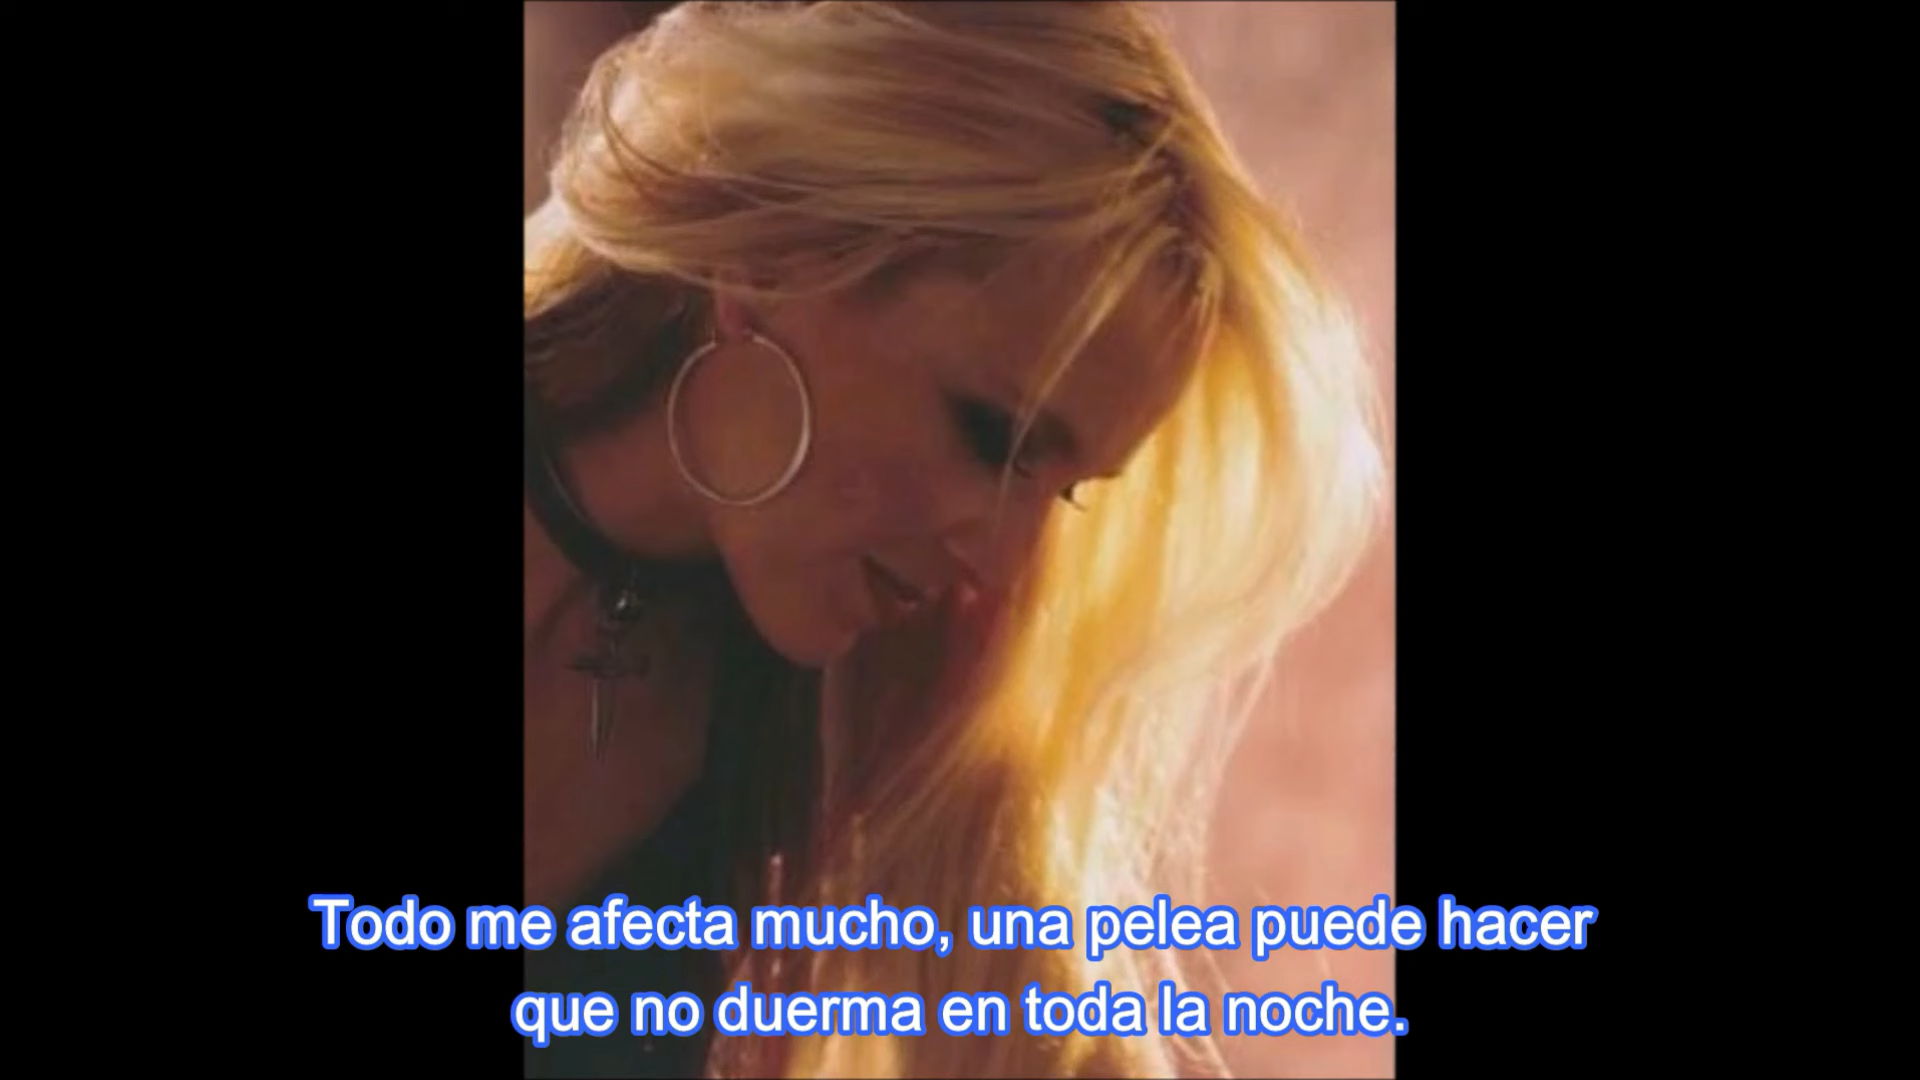 Todo me afecta mucho, una pelea puede hacer
que no duerma en toda la noche.